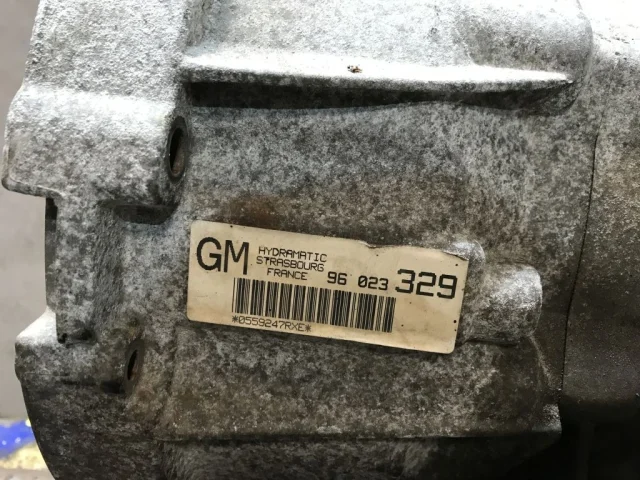 GM
HYDRAMATIC
STRASBOURG
FRANCE 96 023 329
*0559247RXE*